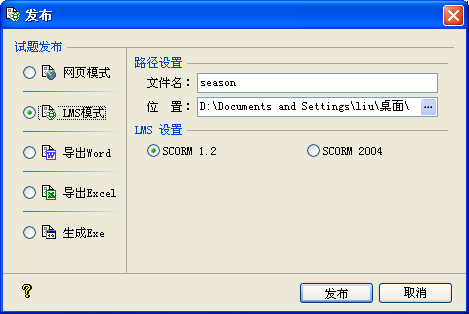 发布
试题发布
网页模式
LMS模式
导出Word
导出Excel
生成Exe
路径设置
文件名：season
位 置：D:\Documents and Settings\liu\桌面\ ...
LMS 设置
SCORM 1.2 SCORM 2004
? 发布 取消